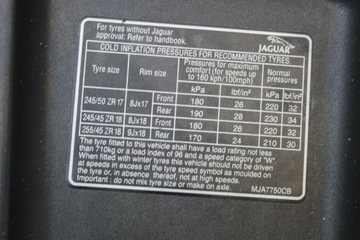 For tyres without Jaguar
approval: Refer to handbook.
JAGUAR
COLD INFLATION PRESSURES FOR RECOMMENDED TYRES.
Tyre size Rim size Pressures for maximum comfort (for speeds up to 160 kph/100mph) Normal pressures
kPa lbf/in² kPa lbf/in²
245/50 ZR 17 8Jx17 Front 180 26 220 32
Rear 190 28 230 34
245/45 ZR 18 8Jx18 Front 180 26 220 32
255/45 ZR 18 9Jx18 Rear 170 24 210 30
The tyre fitted to this vehicle shall have a load rating not less
than 710kg or a load index of 96 and a speed category of "W".
When fitted with winter tyres this vehicle should not be driven
at speeds in excess of the tyre speed symbol as moulded on
the tyre or, in absence thereof, not at high speed.
Important : do not mix tyre size or make on axle.
MJA7750CB